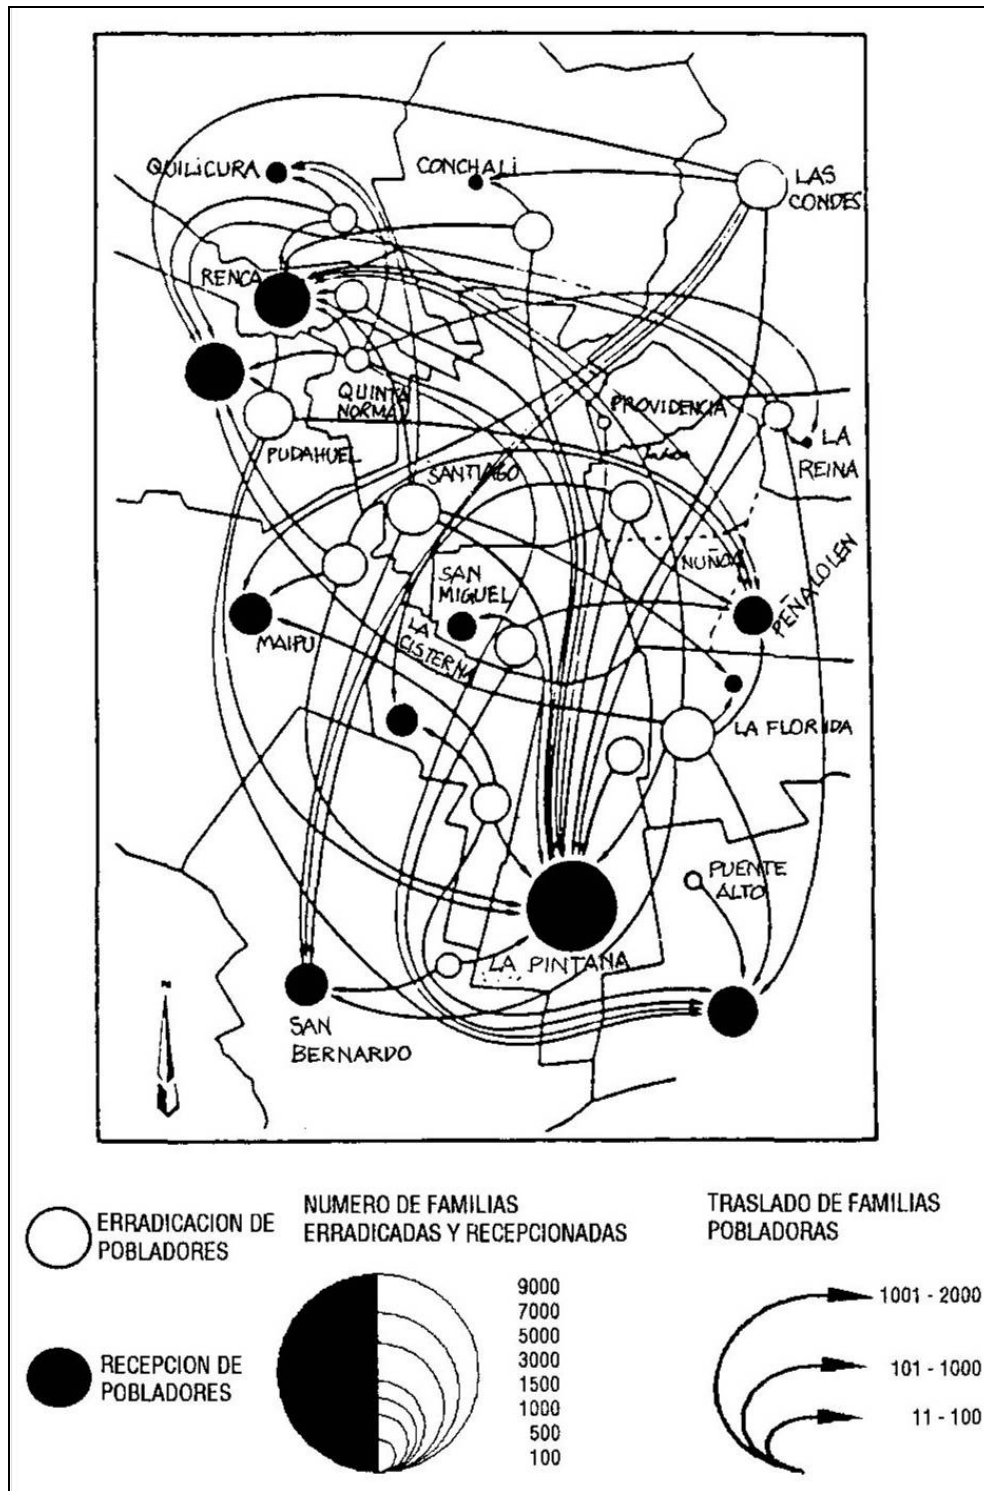 QUILICURA
CONCHALI
LAS
CONDES
RENCA
QUINTA
NORMAL
PROVIDENCIA
LA
REINA
PUDAHUEL
SANTIAGO
ÑUÑOA
PEÑALOLEN
SAN
MIGUEL
LA
CISTERNA
MAIPU
LA FLORIDA
PUENTE
ALTO
LA PINTANA
SAN
BERNARDO
N
ERRADICACION DE
POBLADORES
RECEPCION DE
POBLADORES
NUMERO DE FAMILIAS
ERRADICADAS Y RECEPCIONADAS
9000
7000
5000
3000
1500
1000
500
100
TRASLADO DE FAMILIAS
POBLADORAS
1001 - 2000
101 - 1000
11 - 100